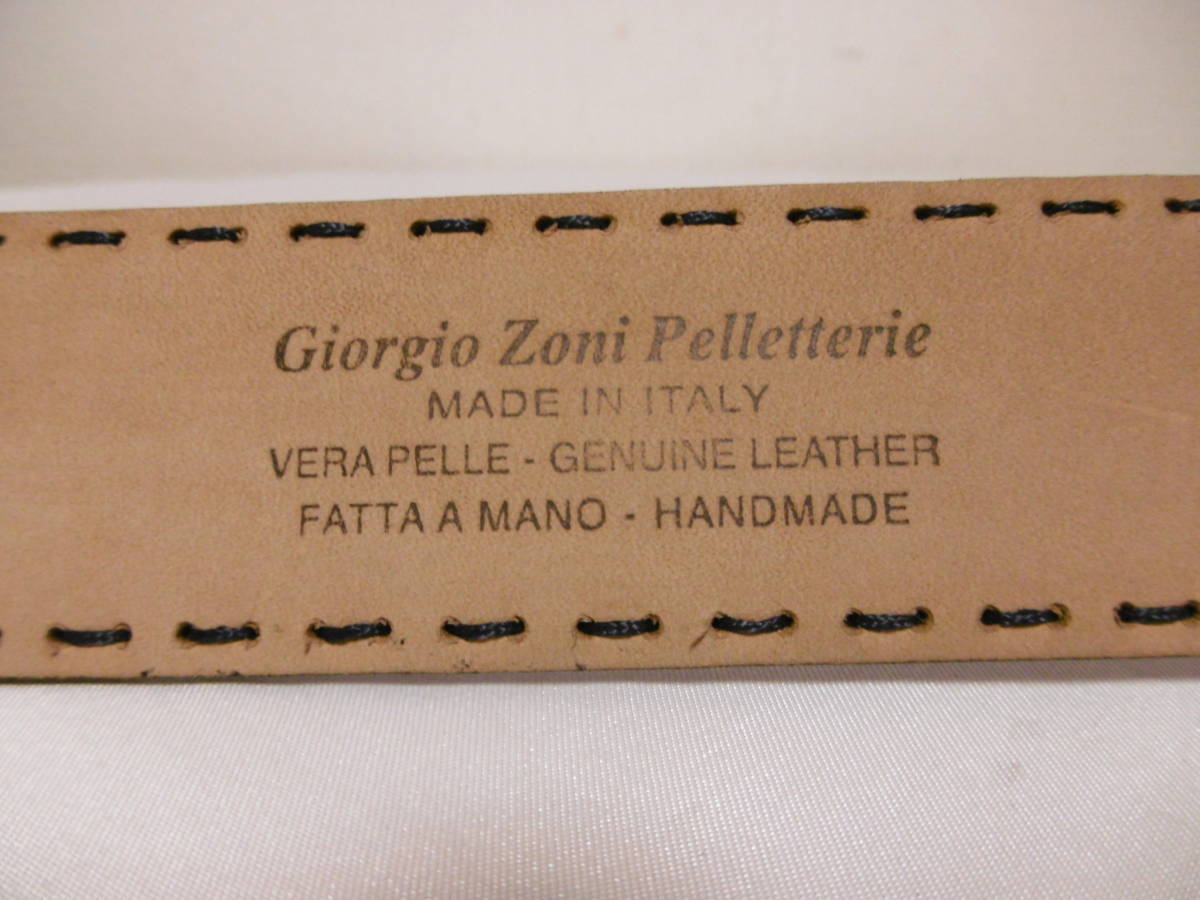 Giorgio Zoni Pelletterie
MADE IN ITALY
VERA PELLE - GENUINE LEATHER
FATTA A MANO - HANDMADE